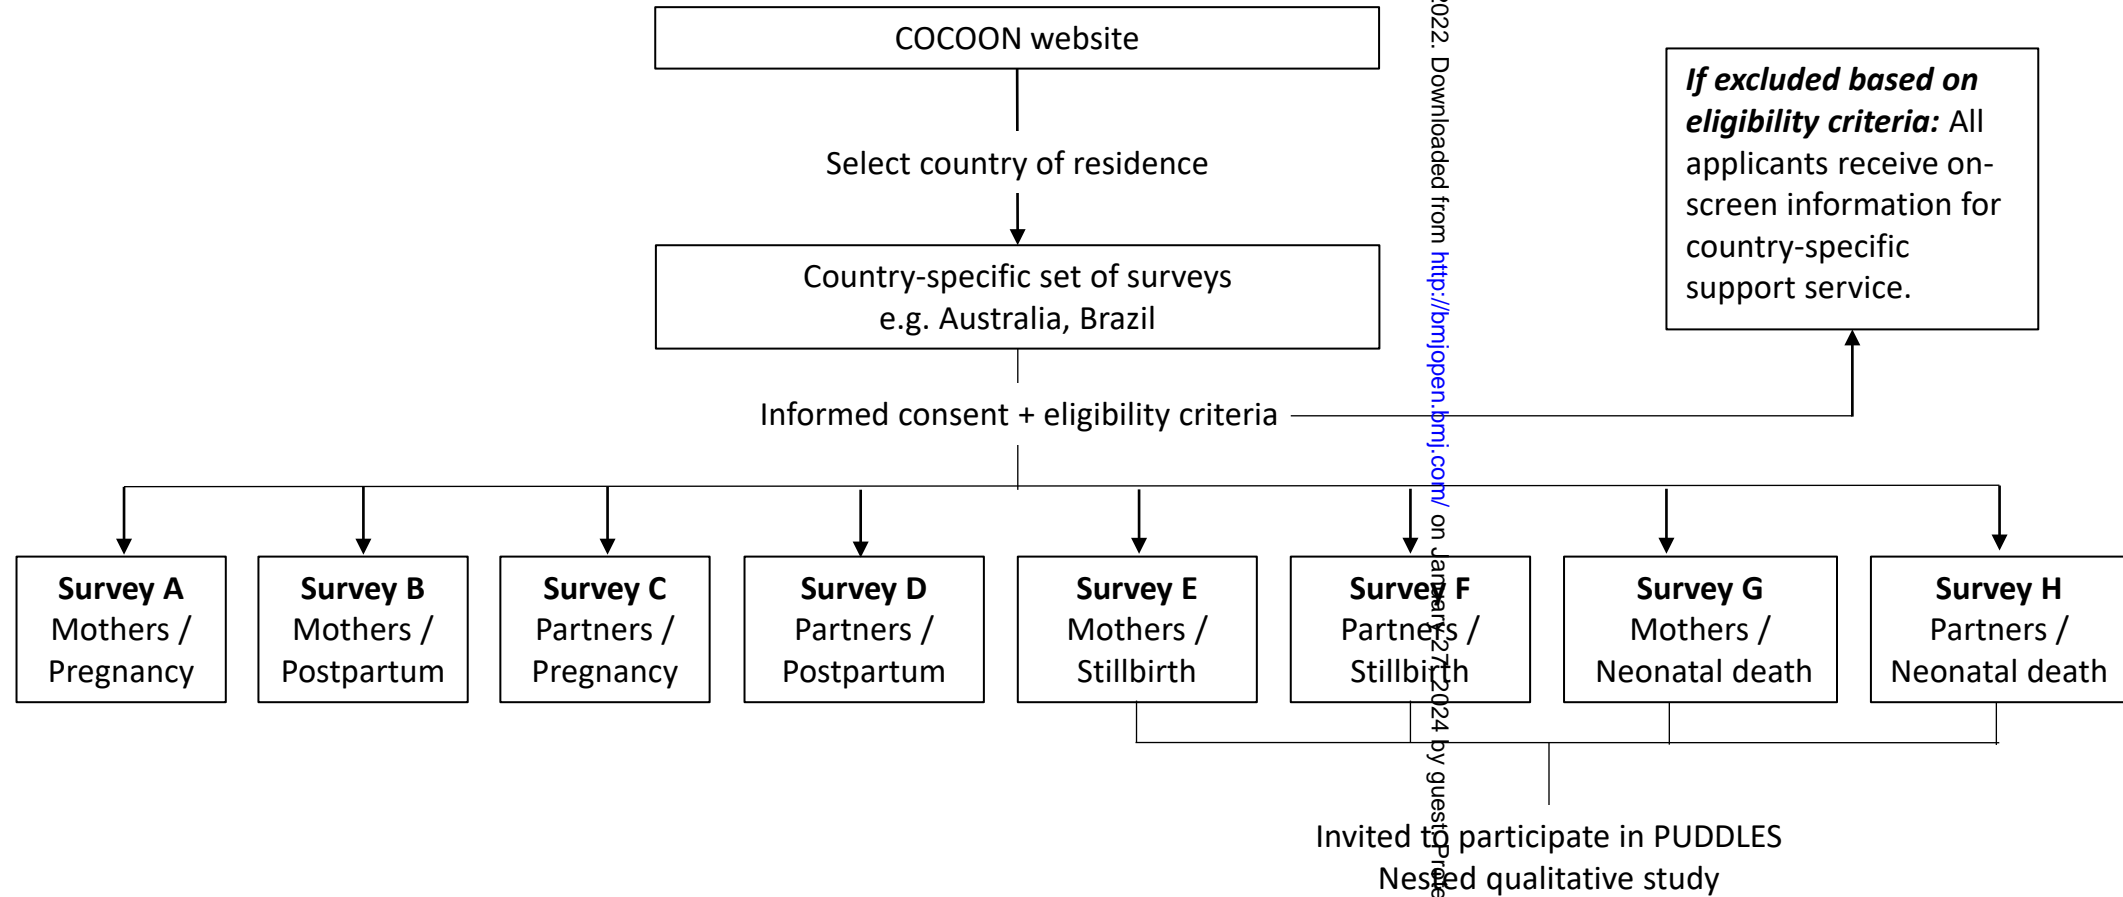 COCOON website
Select country of residence
Country-specific set of surveys
e.g. Australia, Brazil
Informed consent + eligibility criteria
If excluded based on
eligibility criteria: All
applicants receive on-
screen information for
country-specific
support service.
Survey A
Mothers /
Pregnancy
Survey B
Mothers /
Postpartum
Survey C
Partners /
Pregnancy
Survey D
Partners /
Postpartum
Survey E
Mothers /
Stillbirth
Survey F
Partners /
Stillbirth
Survey G
Mothers /
Neonatal death
Survey H
Partners /
Neonatal death
Invited to participate in PUDDLES
Nested qualitative study
2022. Downloaded from http://bmjopen.bmj.com/ on January 27, 2024 by guest.